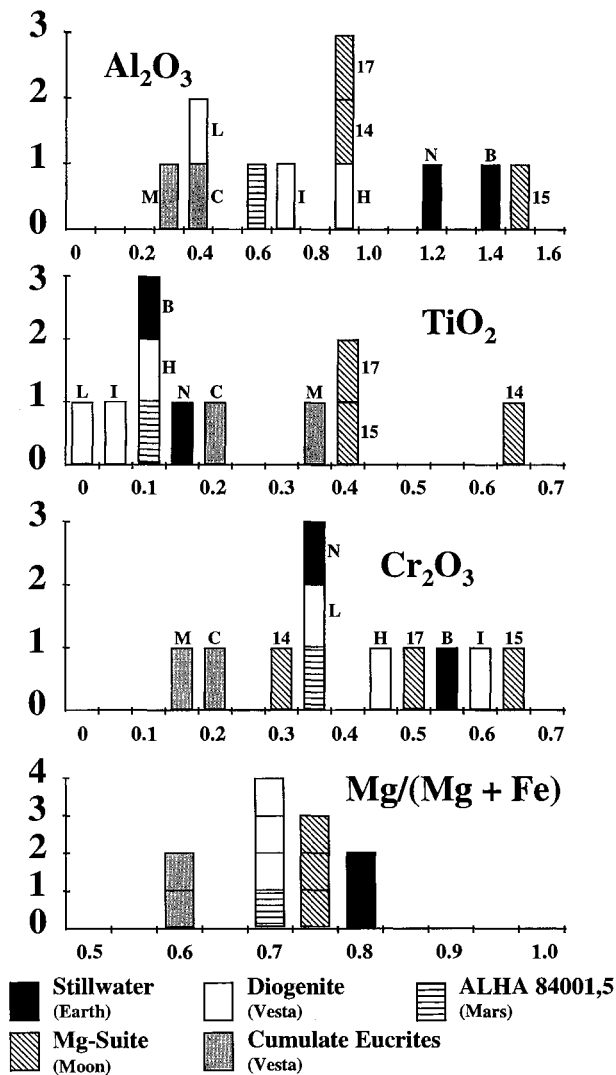 3
Al₂O₃
17
2
L
14
N
B
1
M
C
I
H
15
0
0 0.2 0.4 0.6 0.8 1.0 1.2 1.4 1.6
3
B
TiO₂
2
H
17
L
I
N
C
M
14
1
15
0
0 0.1 0.2 0.3 0.4 0.5 0.6 0.7
3
N
Cr₂O₃
2
L
M
C
14
H
17
B
I
15
1
0
0 0.1 0.2 0.3 0.4 0.5 0.6 0.7
4
Mg/(Mg + Fe)
3
2
1
0
0.5 0.6 0.7 0.8 0.9 1.0
Stillwater Diogenite ALHA 84001,5
(Earth) (Vesta) (Mars)
Mg-Suite Cumulate Eucrites
(Moon) (Vesta)